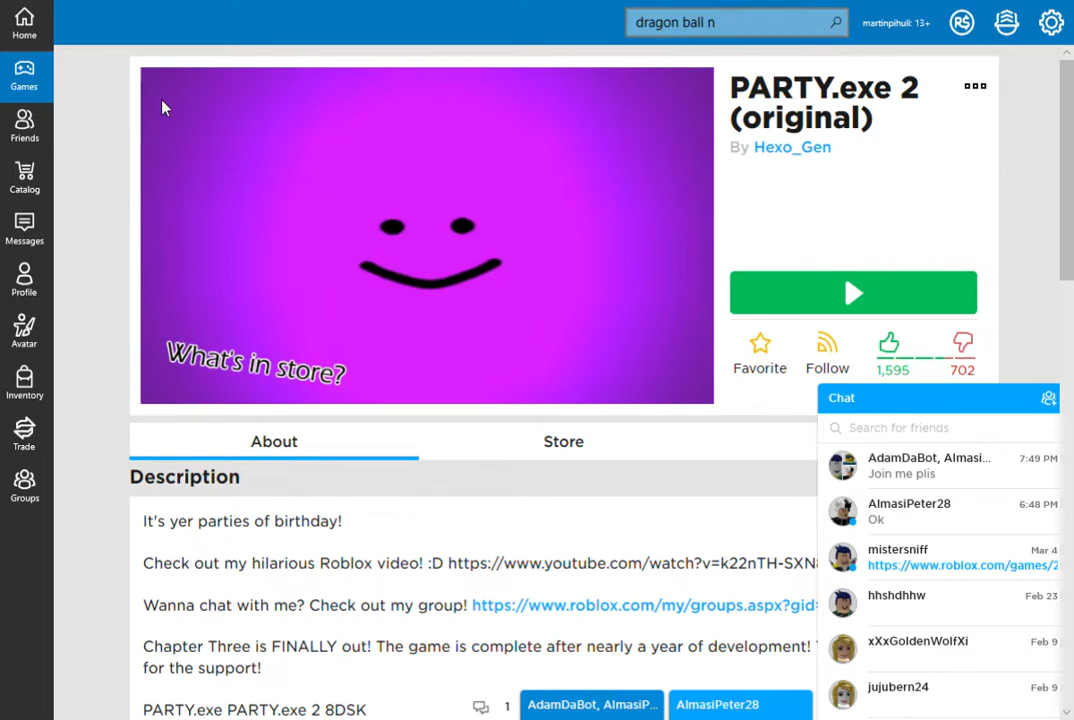 Home
dragon ball n
martinpihuli: 13+
R$
Games
Friends
Catalog
Messages
Profile
Avatar
Inventory
Trade
Groups
What's in store?
PARTY.exe 2
(original)
By Hexo_Gen
Favorite
Follow
1,595
702
About
Store
Description
It's yer parties of birthday!
Check out my hilarious Roblox video! :D https://www.youtube.com/watch?v=k22nTH-SXN
Wanna chat with me? Check out my group! https://www.roblox.com/my/groups.aspx?gid=
Chapter Three is FINALLY out! The game is complete after nearly a year of development!
for the support!
PARTY.exe PARTY.exe 2 8DSK
1
AdamDaBot, AlmasiP...
AlmasiPeter28
Chat
Search for friends
AdamDaBot, Almasi...
7:49 PM
Join me plis
AlmasiPeter28
6:48 PM
Ok
mistersniff
Mar 4
https://www.roblox.com/games/2
hhshdhhw
Feb 23
xXxGoldenWolfXi
Feb 9
jujubern24
Feb 9